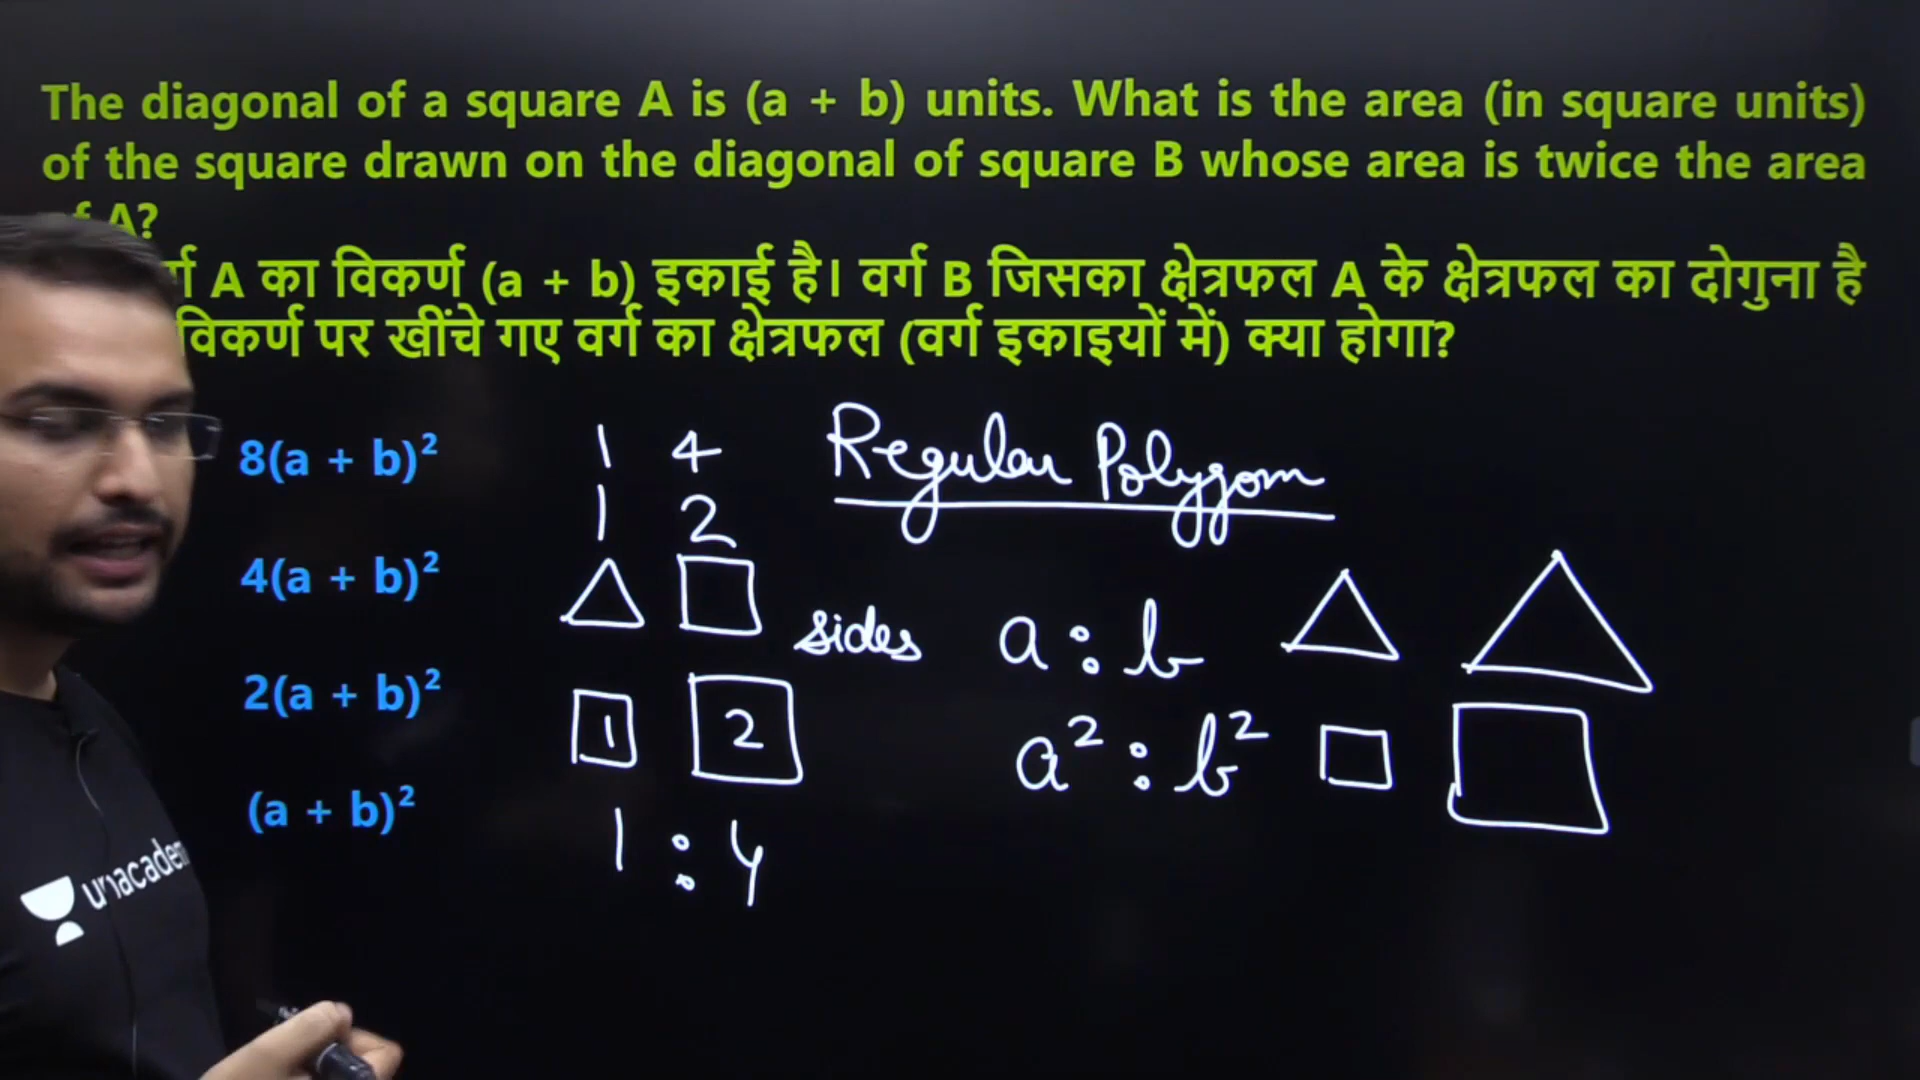 The diagonal of a square A is (a + b) units. What is the area (in square units)
of the square drawn on the diagonal of square B whose area is twice the area
of A?
A का विकर्ण (a + b) इकाई है। वर्ग B जिसका क्षेत्रफल A के क्षेत्रफल का दोगुना है
विकर्ण पर खींचे गए वर्ग का क्षेत्रफल (वर्ग इकाइयों में) क्या होगा?
8(a + b)²
4(a + b)²
2(a + b)²
(a + b)²
1 4
1 2
Regular Polygon
sides a : b
1 2
a² : b²
1 : 4
unacadem